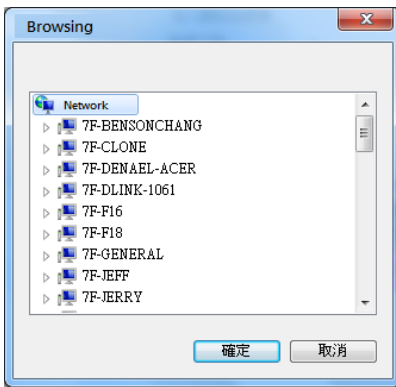 Browsing
Network
7F-BENSONCHANG
7F-CLONE
7F-DENAEL-ACER
7F-DLINK-1061
7F-F16
7F-F18
7F-GENERAL
7F-JEFF
7F-JERRY
確定
取消